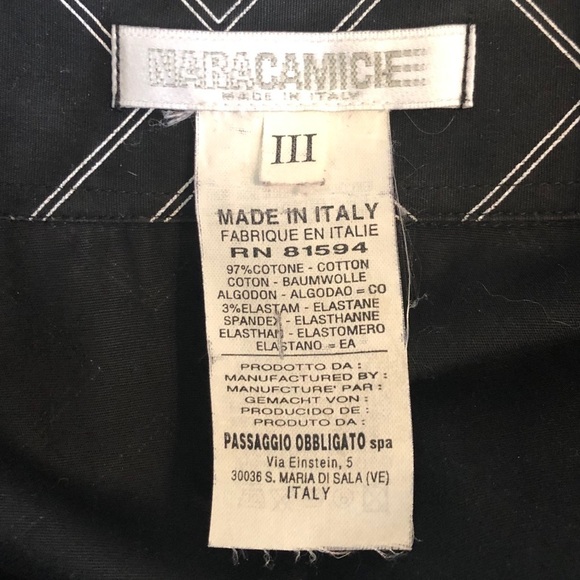 NARACAMICIE
MADE IN ITALY
III
MADE IN ITALY
FABRIQUE EN ITALIE
RN 81594
97%COTONE - COTTON
COTON - BAUMWOLLE
ALGODON - ALGODAO = CO
3%ELASTAM - ELASTANE
SPANDEX - ELASTHANNE
ELASTHAN - ELASTOMERO
ELASTANO = EA
PRODOTTO DA :
MANUFACTURED BY :
MANUFCTURE' PAR :
GEMACHT VON :
PRODUCIDO DE :
PRODUTO DA :
PASSAGGIO OBBLIGATO spa
Via Einstein, 5
30036 S. MARIA DI SALA (VE)
ITALY